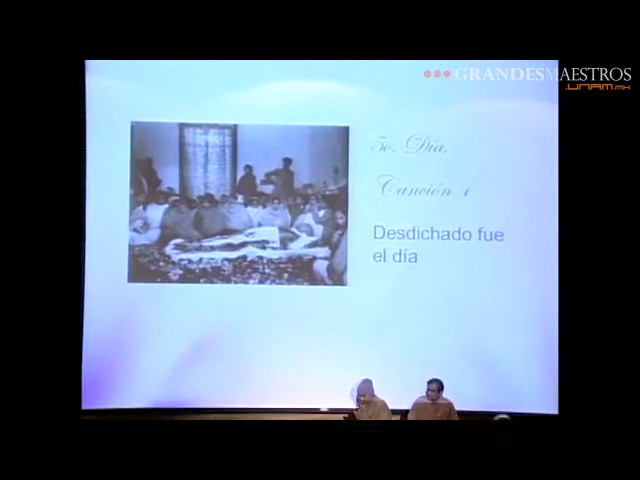 GRANDESMAESTROS
.UNAM.MX
5o. Día.
Canción 1
Desdichado fue
el día